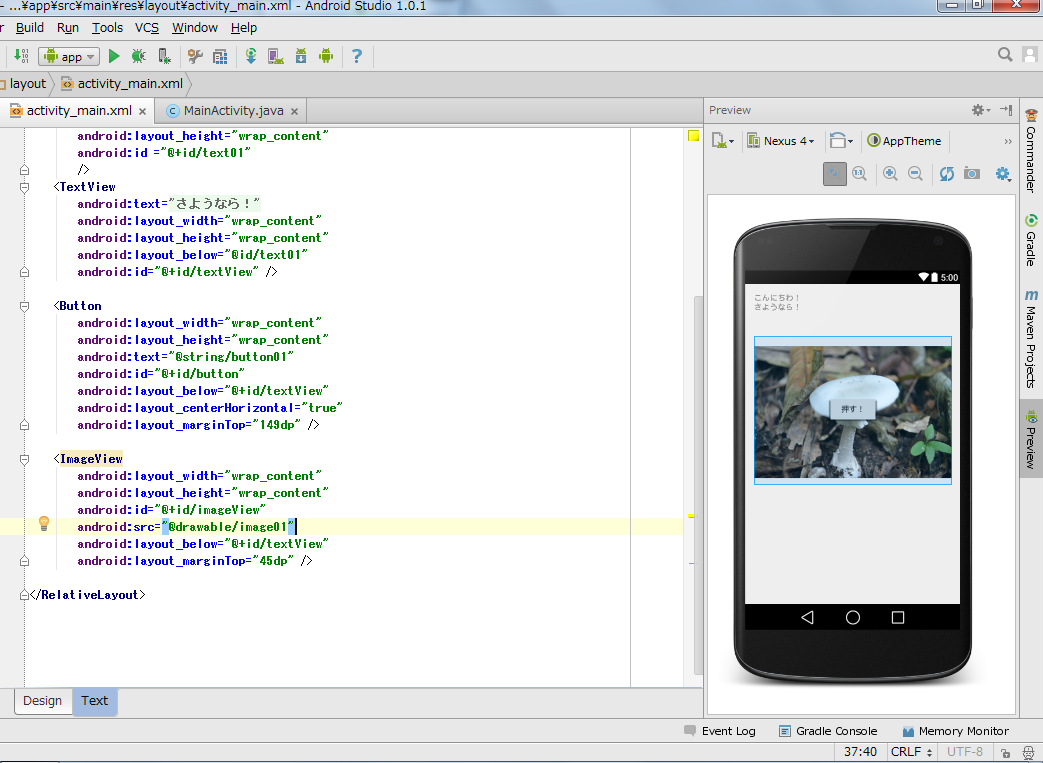 - ...¥app¥src¥main¥res¥layout¥activity_main.xml - Android Studio 1.0.1
r Build Run Tools VCS Window Help
app
layout activity_main.xml
activity_main.xml × MainActivity.java ×
android:layout_height="wrap_content"
android:id ="@+id/text01"
/>
<TextView
android:text="さようなら！"
android:layout_width="wrap_content"
android:layout_height="wrap_content"
android:layout_below="@id/text01"
android:id="@+id/textView" />
<Button
android:layout_width="wrap_content"
android:layout_height="wrap_content"
android:text="@string/button01"
android:id="@+id/button"
android:layout_below="@+id/textView"
android:layout_centerHorizontal="true"
android:layout_marginTop="149dp" />
<ImageView
android:layout_width="wrap_content"
android:layout_height="wrap_content"
android:id="@+id/imageView"
android:src="@drawable/image01"
android:layout_below="@+id/textView"
android:layout_marginTop="45dp" />
</RelativeLayout>
Design Text
Preview
Nexus 4 AppTheme »
1:1
5:00
こんにちわ！
さようなら！
押す！
Commander
Gradle
m Maven Projects
Preview
Event Log Gradle Console Memory Monitor
37:40 CRLF UTF-8